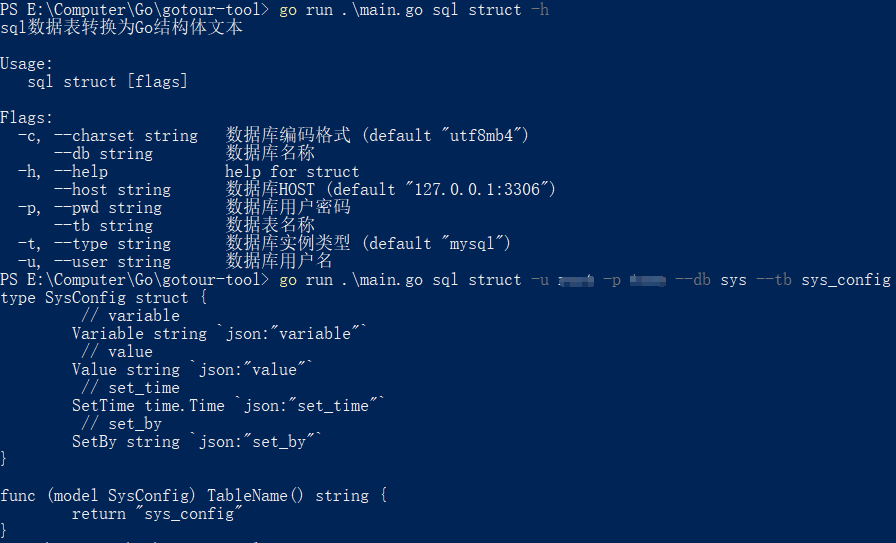 PS E:\Computer\Go\gotour-tool> go run .\main.go sql struct -h
sql数据表转换为Go结构体文本
Usage:
sql struct [flags]
Flags:
-c, --charset string 数据库编码格式 (default "utf8mb4")
--db string 数据库名称
-h, --help help for struct
--host string 数据库HOST (default "127.0.0.1:3306")
-p, --pwd string 数据库用户密码
--tb string 数据表名称
-t, --type string 数据库实例类型 (default "mysql")
-u, --user string 数据库用户名
PS E:\Computer\Go\gotour-tool> go run .\main.go sql struct -u -p --db sys --tb sys_config
type SysConfig struct {
// variable
Variable string `json:"variable"`
// value
Value string `json:"value"`
// set_time
SetTime time.Time `json:"set_time"`
// set_by
SetBy string `json:"set_by"`
}
func (model SysConfig) TableName() string {
return "sys_config"
}